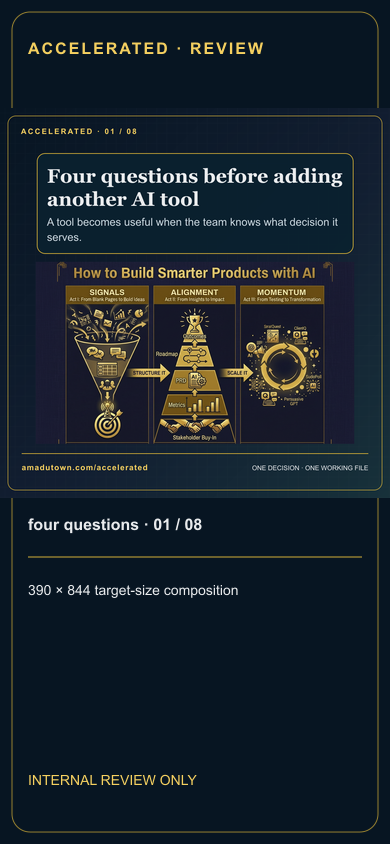 ACCELERATED · REVIEW
ACCELERATED · 01 / 08
Four questions before adding
another AI tool
A tool becomes useful when the team knows what decision it
serves.
How to Build Smarter Products with AI
SIGNALS
Act I: From Blank Pages to Build Ideas
ALIGNMENT
Act II: From Insights to Impact
MOMENTUM
Act III: From Testing to Transformation
STRUCTURE IT
SCALE IT
Roadmap
PRD
AI
Metrics
Stakeholder Buy-in
Persuasive
GPT
amadutown.com/accelerated
ONE DECISION · ONE WORKING FILE
four questions · 01 / 08
390 × 844 target-size composition
INTERNAL REVIEW ONLY